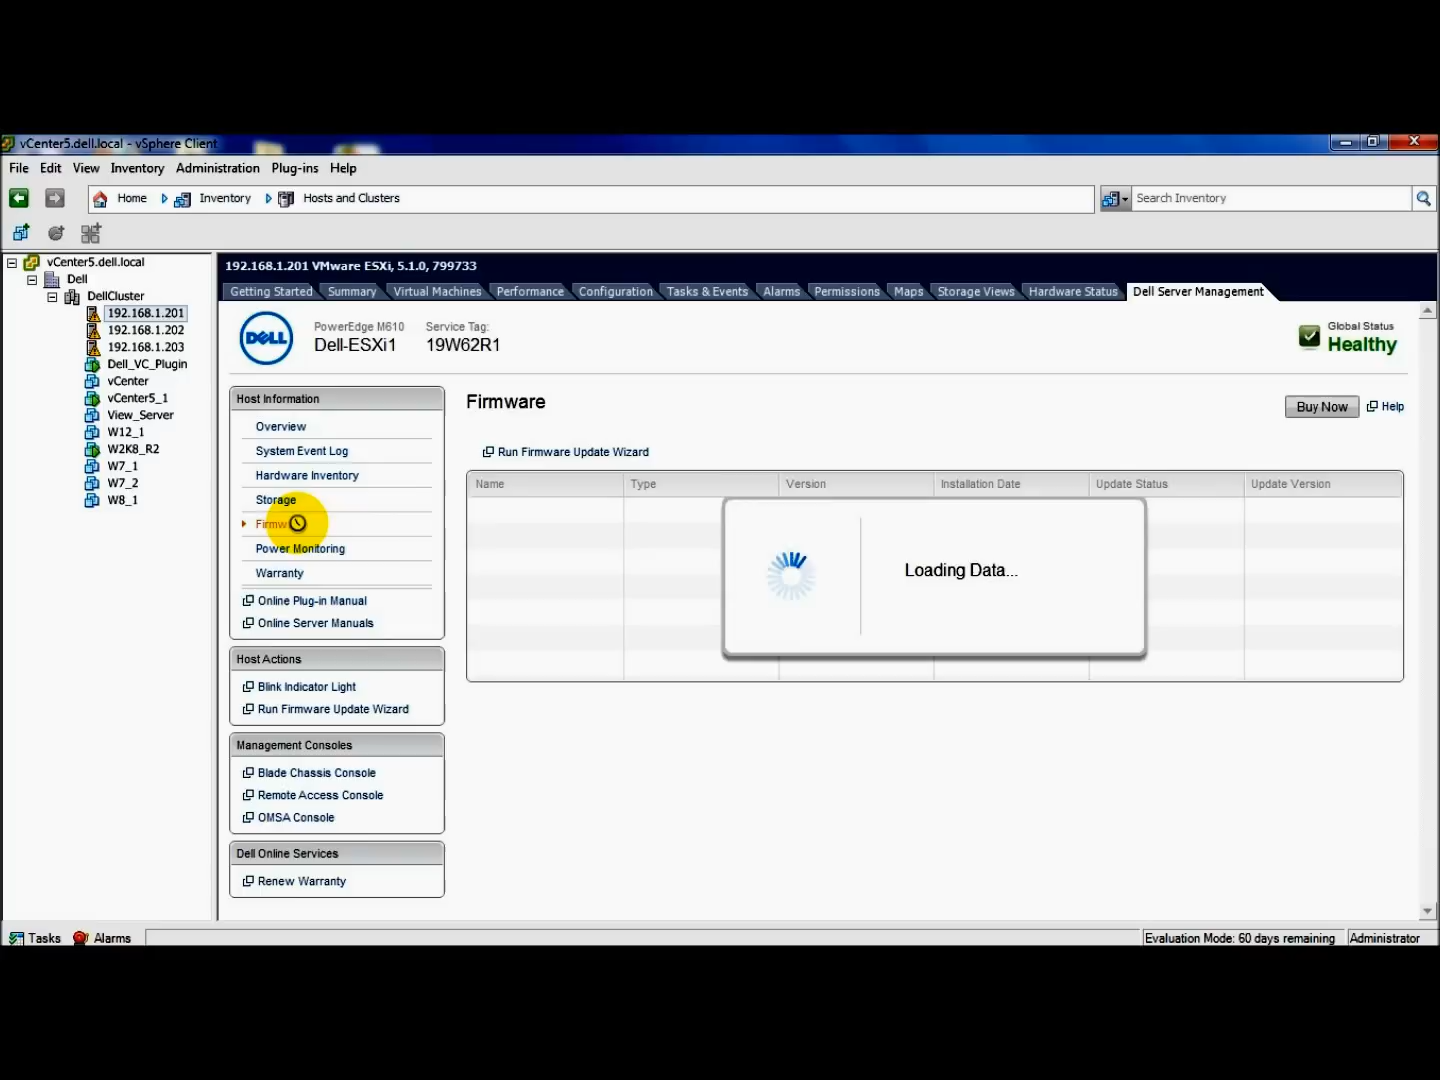 vCenter5.dell.local - vSphere Client
File Edit View Inventory Administration Plug-ins Help
Home Inventory Hosts and Clusters
Search Inventory
vCenter5.dell.local
Dell
DellCluster
192.168.1.201
192.168.1.202
192.168.1.203
Dell_VC_Plugin
vCenter
vCenter5_1
View_Server
W12_1
W2K8_R2
W7_1
W7_2
W8_1
192.168.1.201 VMware ESXi, 5.1.0, 799733
Getting Started Summary Virtual Machines Performance Configuration Tasks & Events Alarms Permissions Maps Storage Views Hardware Status Dell Server Management
DELL
PowerEdge M610
Dell-ESXi1
Service Tag:
19W62R1
Global Status
Healthy
Host Information
Overview
System Event Log
Hardware Inventory
Storage
Firmw
Power Monitoring
Warranty
Online Plug-in Manual
Online Server Manuals
Host Actions
Blink Indicator Light
Run Firmware Update Wizard
Management Consoles
Blade Chassis Console
Remote Access Console
OMSA Console
Dell Online Services
Renew Warranty
Firmware
Buy Now
Help
Run Firmware Update Wizard
Name Type Version Installation Date Update Status Update Version
Loading Data...
Tasks Alarms
Evaluation Mode: 60 days remaining
Administrator